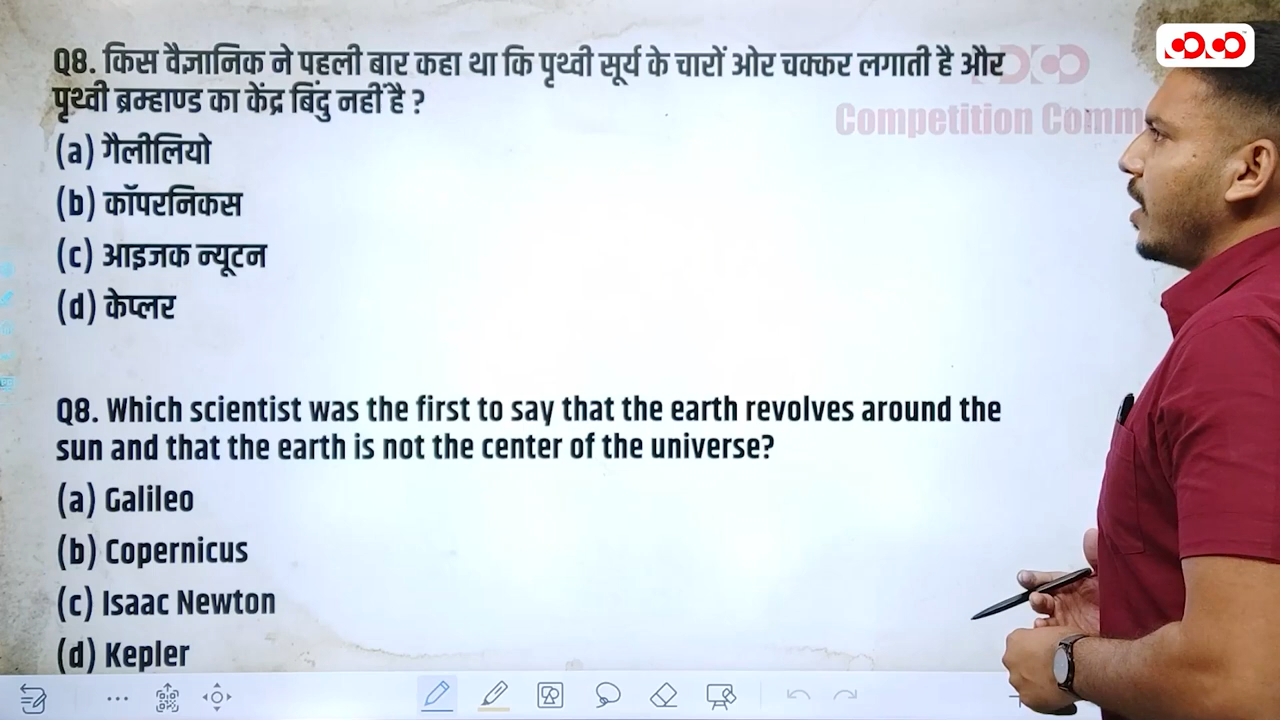 Q8. किस वैज्ञानिक ने पहली बार कहा था कि पृथ्वी सूर्य के चारों ओर चक्कर लगाती है और
पृथ्वी ब्रम्हाण्ड का केंद्र बिंदु नहीं है ?
Competition Comm
(a) गैलीलियो
(b) कॉपरनिकस
(c) आइजक न्यूटन
(d) केप्लर
Q8. Which scientist was the first to say that the earth revolves around the
sun and that the earth is not the center of the universe?
(a) Galileo
(b) Copernicus
(c) Isaac Newton
(d) Kepler